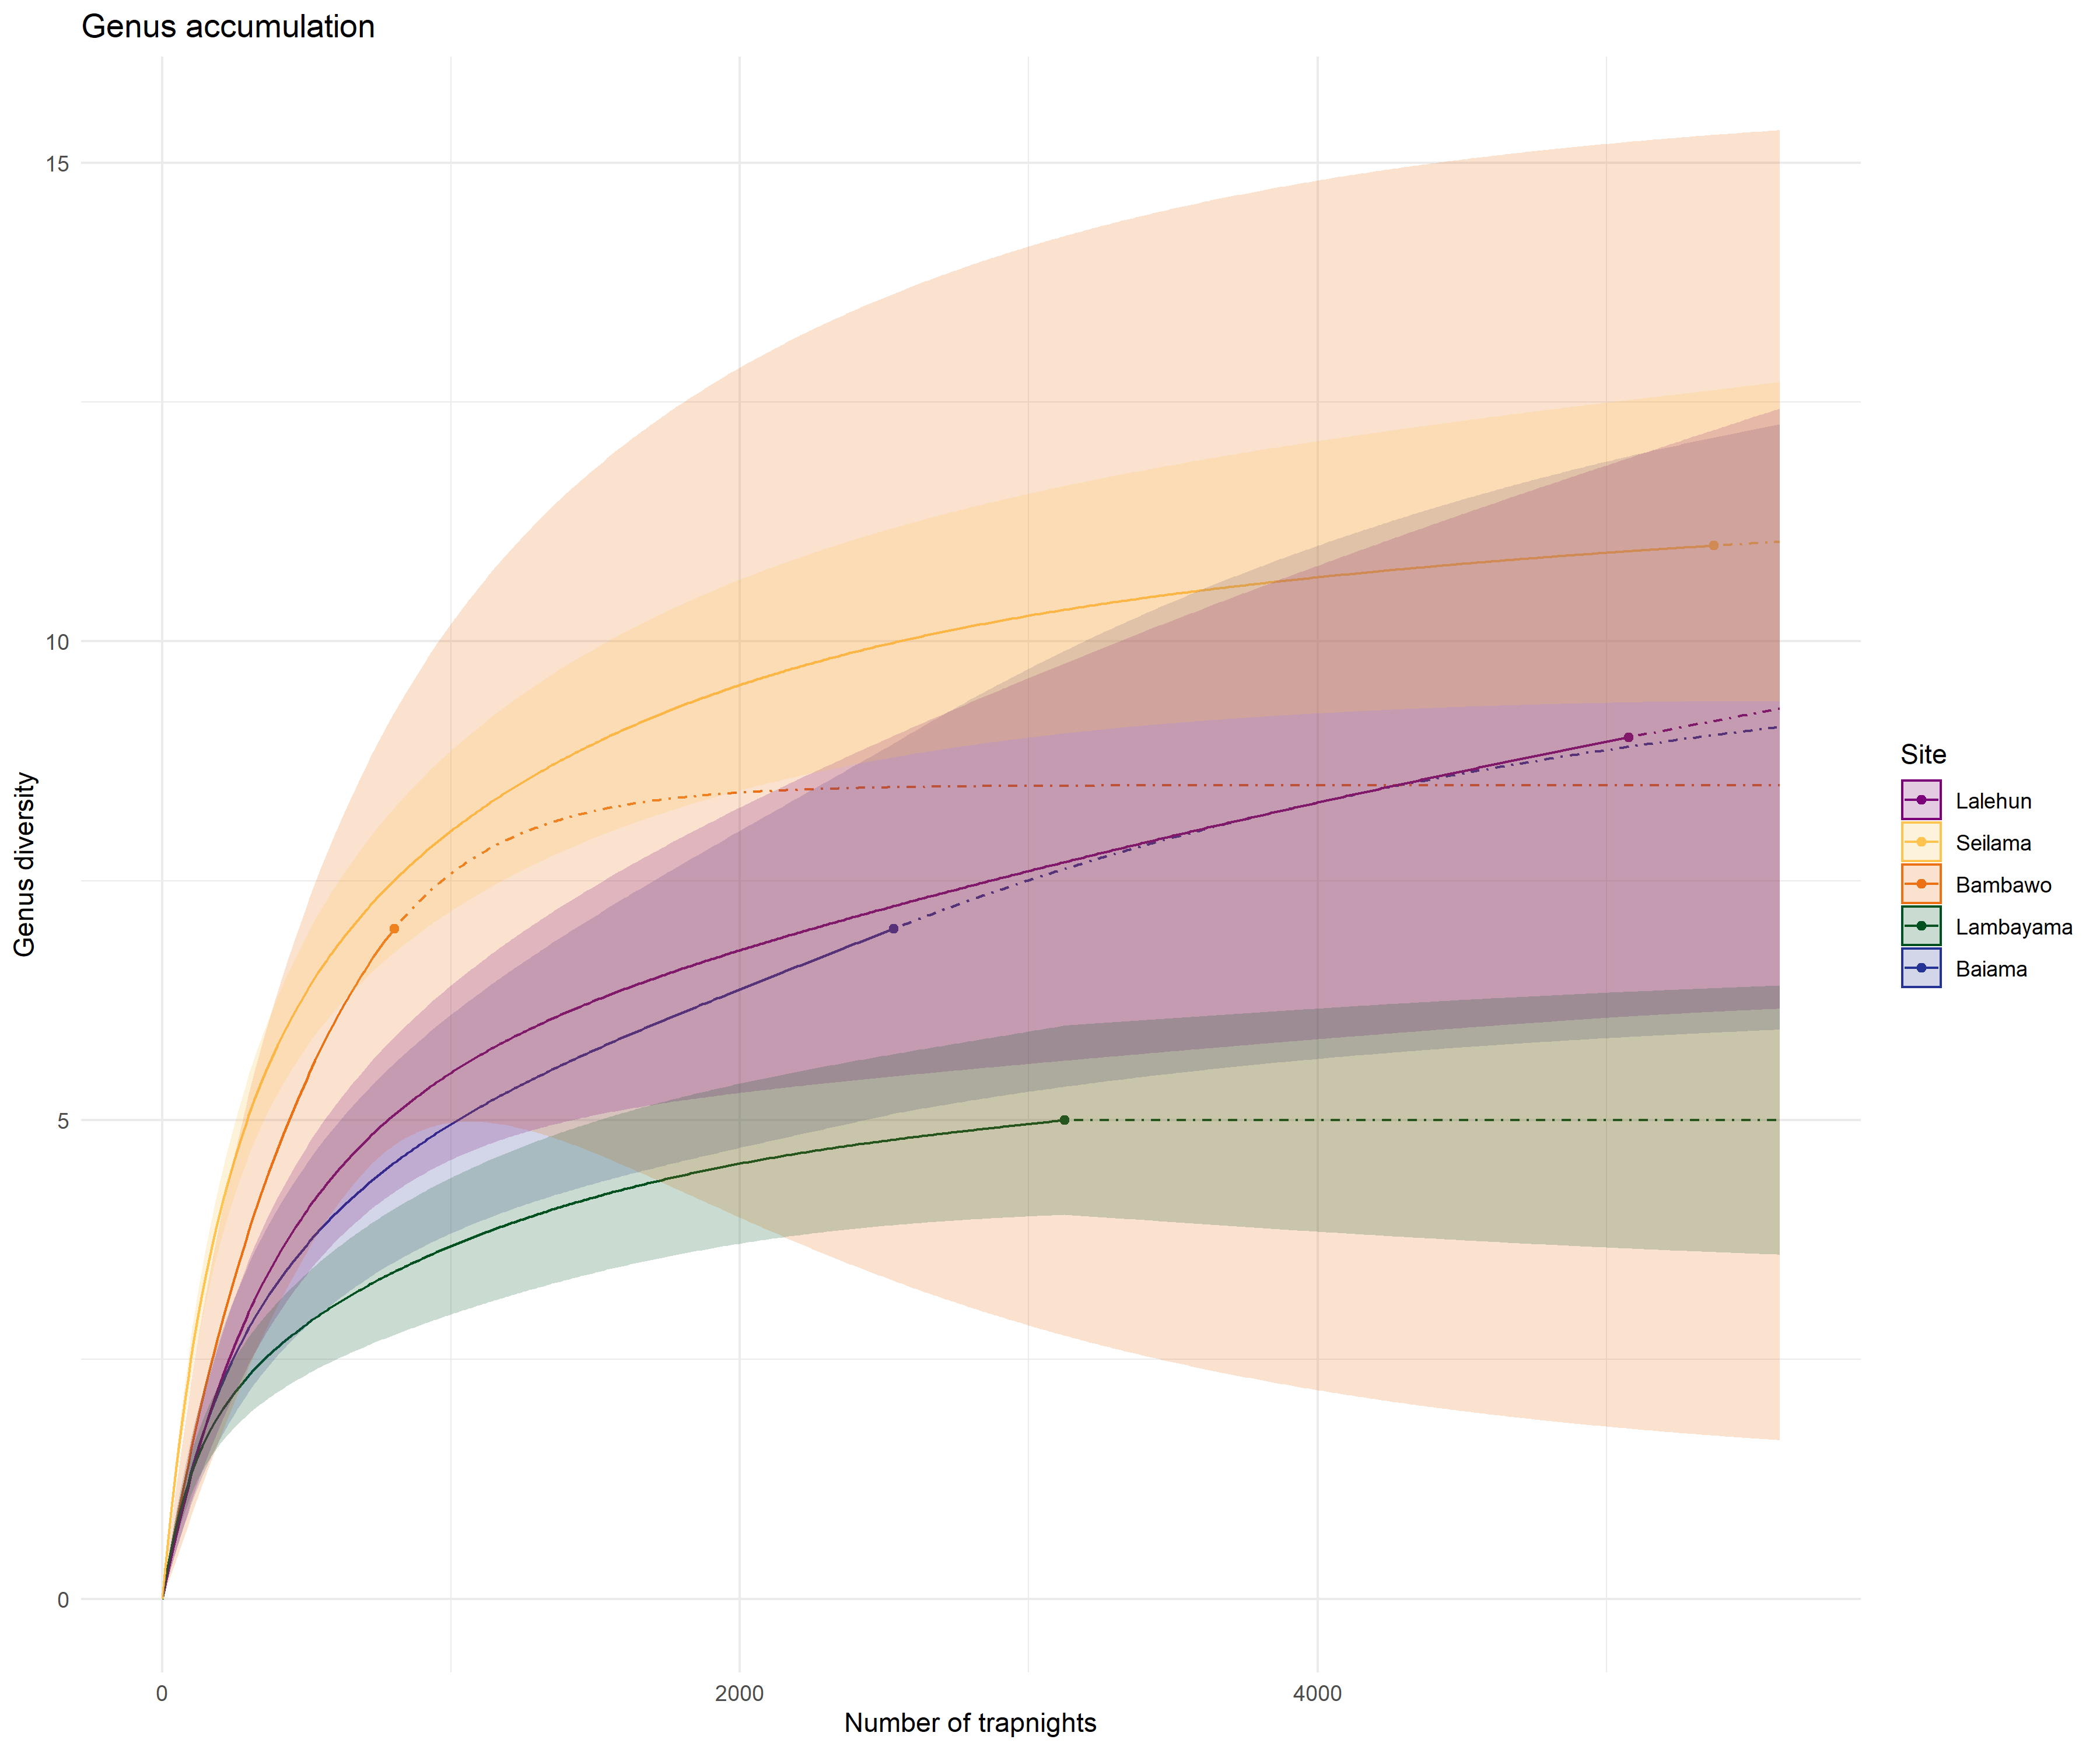 Genus accumulation
15
10
5
0
Genus diversity
0
2000
4000
Number of trapnights
Site
Lalehun
Seilama
Bambawo
Lambayama
Baiama